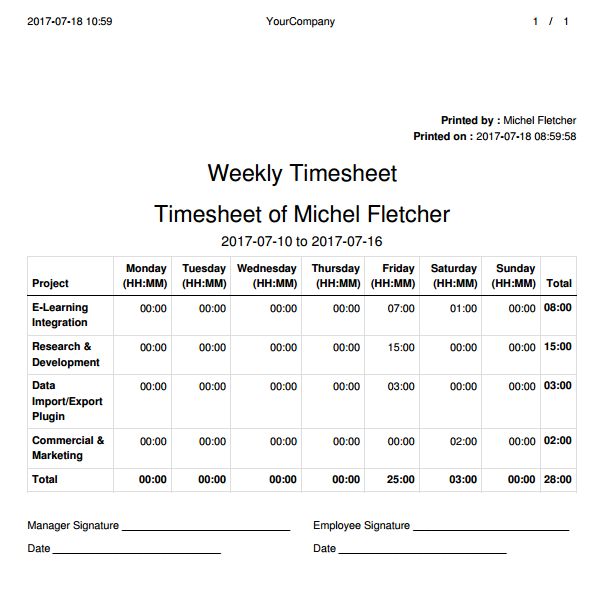 2017-07-18 10:59 YourCompany 1 / 1
Printed by : Michel Fletcher
Printed on : 2017-07-18 08:59:58
Weekly Timesheet
Timesheet of Michel Fletcher
2017-07-10 to 2017-07-16
Monday Tuesday Wednesday Thursday Friday Saturday Sunday
Project (HH:MM) (HH:MM) (HH:MM) (HH:MM) (HH:MM) (HH:MM) (HH:MM) Total
E-Learning 00:00 00:00 00:00 00:00 07:00 01:00 00:00 08:00
Integration
Research & 00:00 00:00 00:00 00:00 15:00 00:00 00:00 15:00
Development
Data 00:00 00:00 00:00 00:00 03:00 00:00 00:00 03:00
Import/Export
Plugin
Commercial & 00:00 00:00 00:00 00:00 00:00 02:00 00:00 02:00
Marketing
Total 00:00 00:00 00:00 00:00 25:00 03:00 00:00 28:00
Manager Signature Employee Signature
Date Date